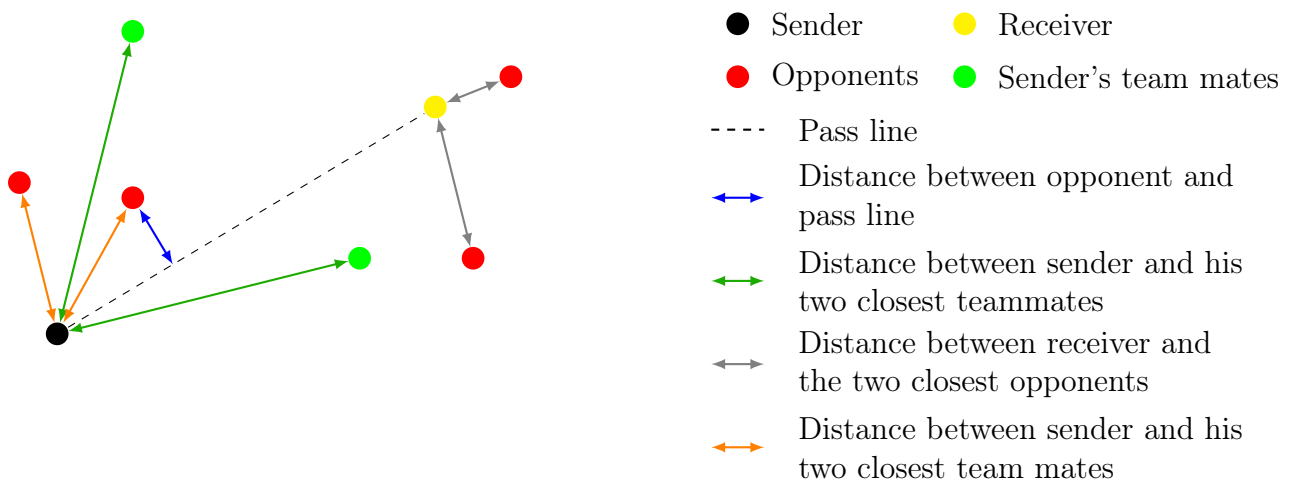 Sender
Receiver
Opponents
Sender's team mates
Pass line
Distance between opponent and
pass line
Distance between sender and his
two closest teammates
Distance between receiver and
the two closest opponents
Distance between sender and his
two closest team mates